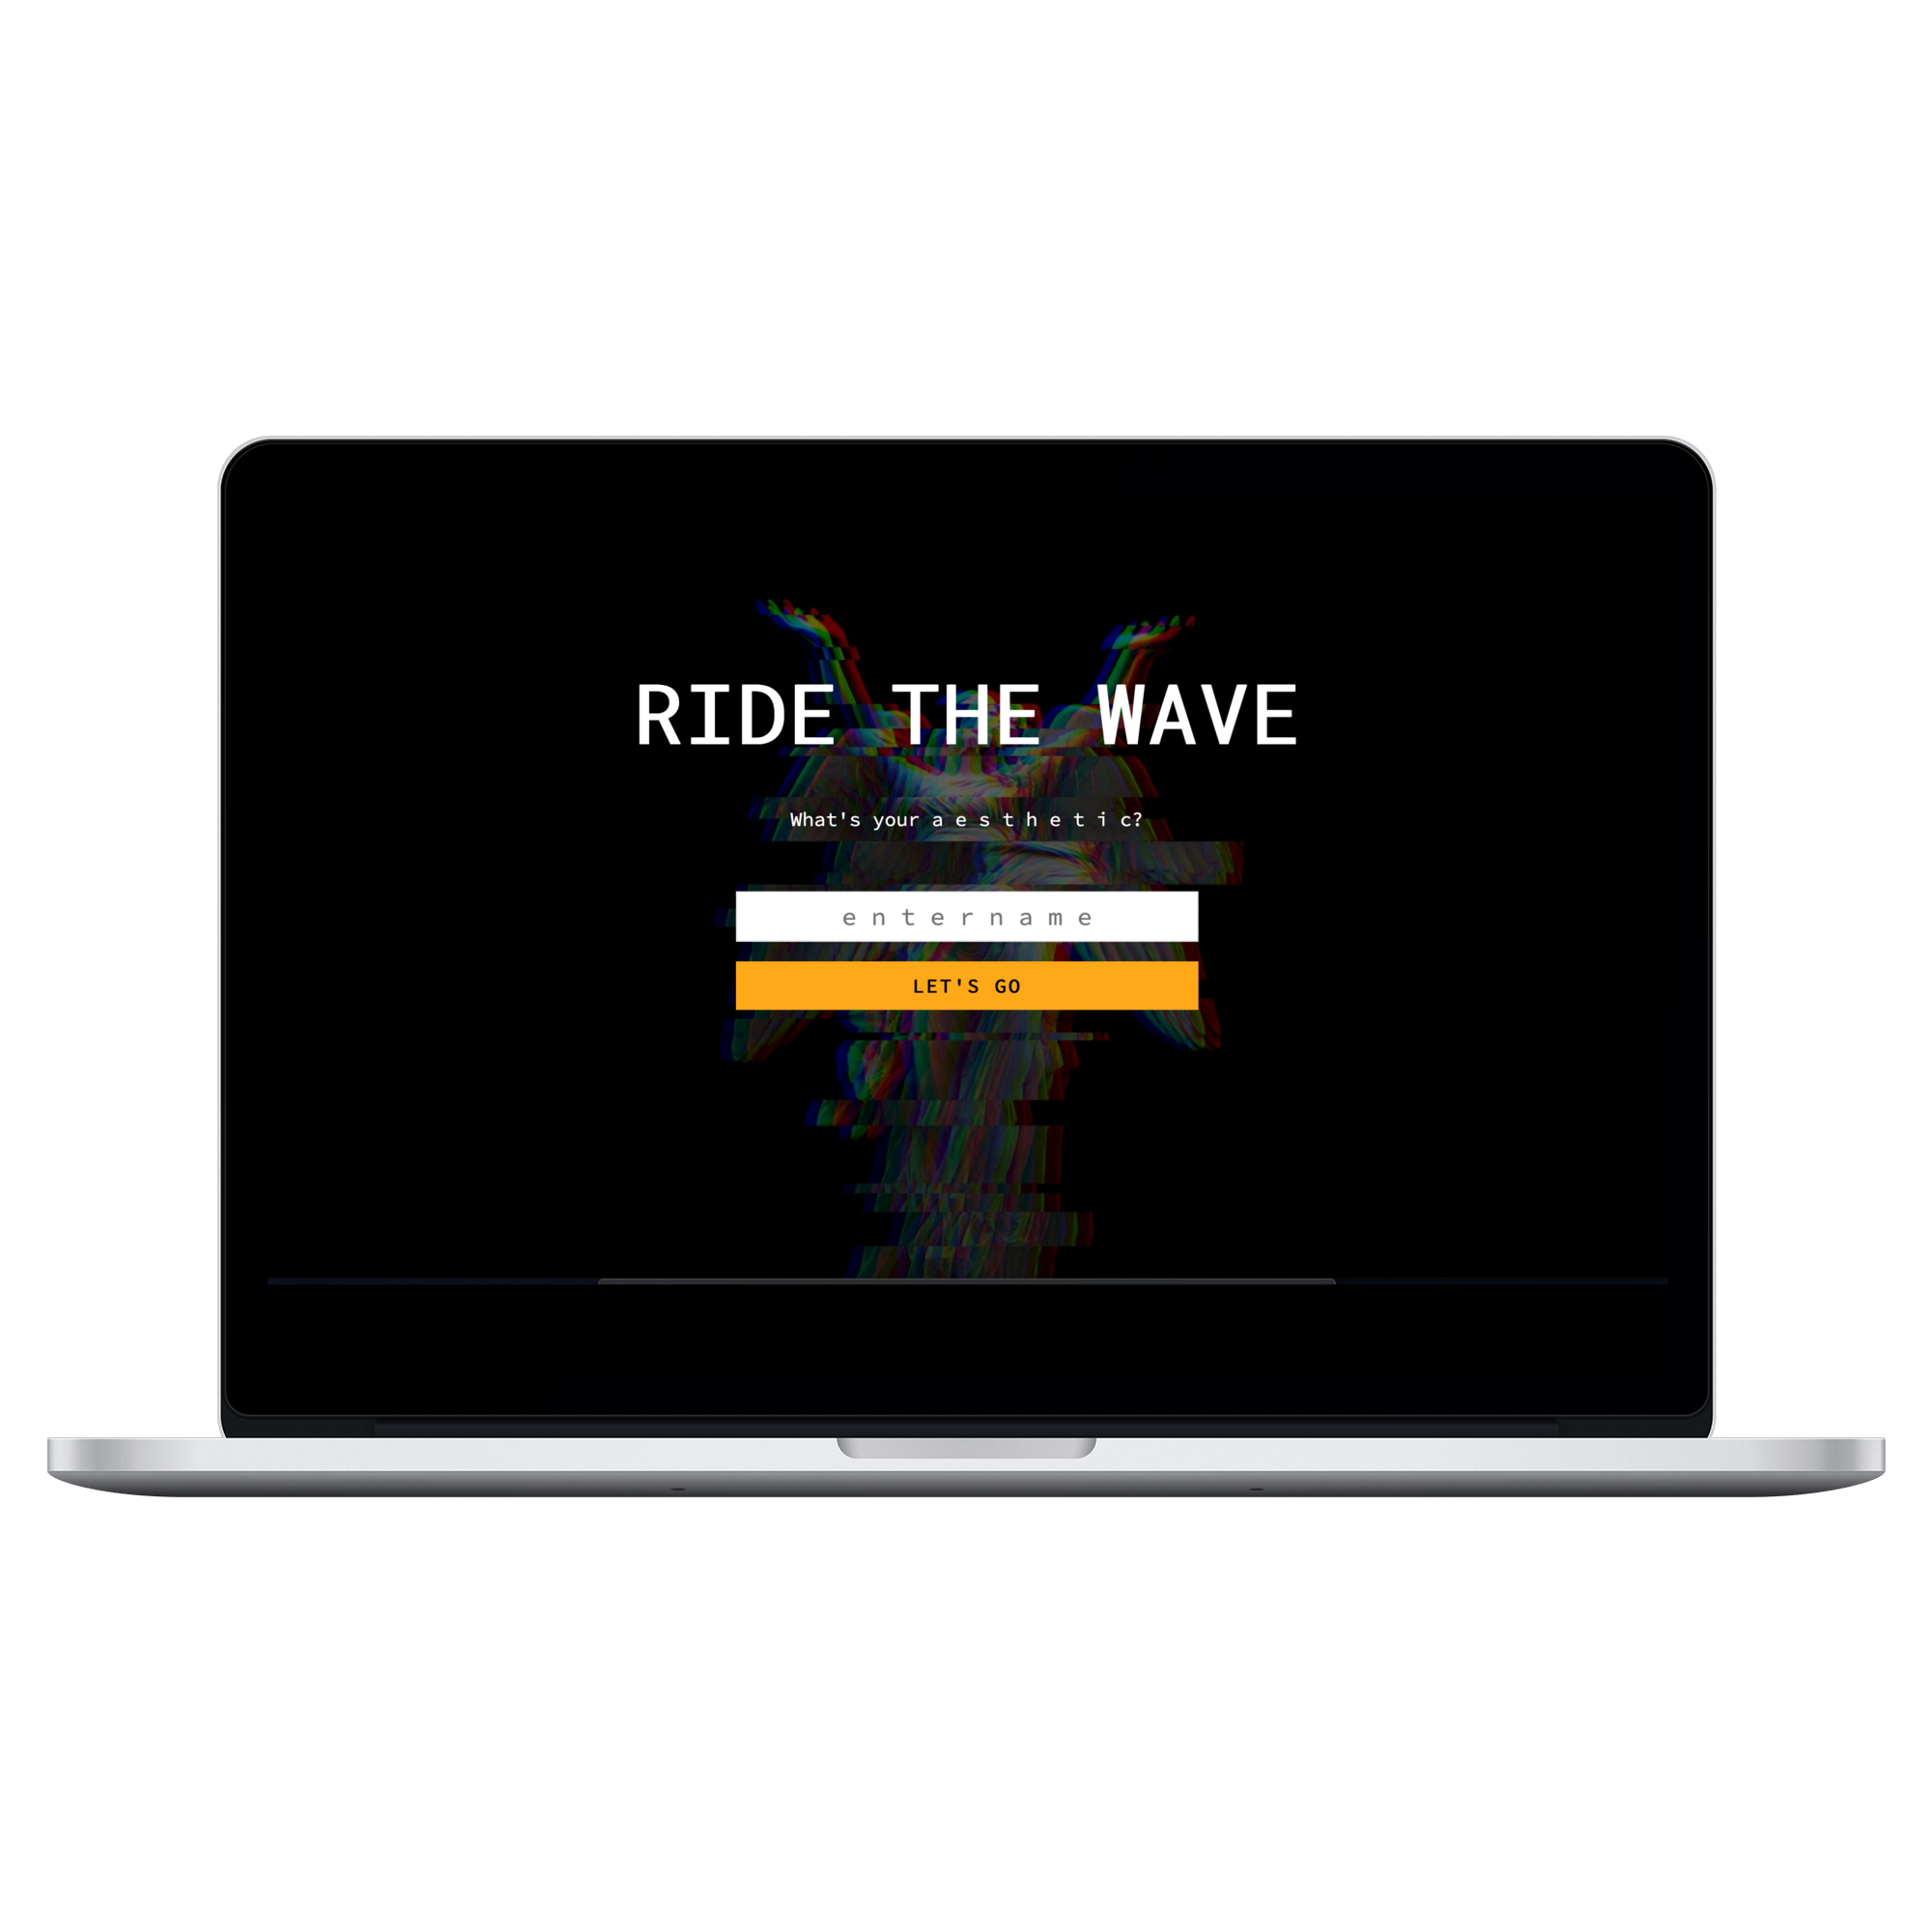 RIDE THE WAVE
What's your a e s t h e t i c?
e n t e r n a m e
LET'S GO